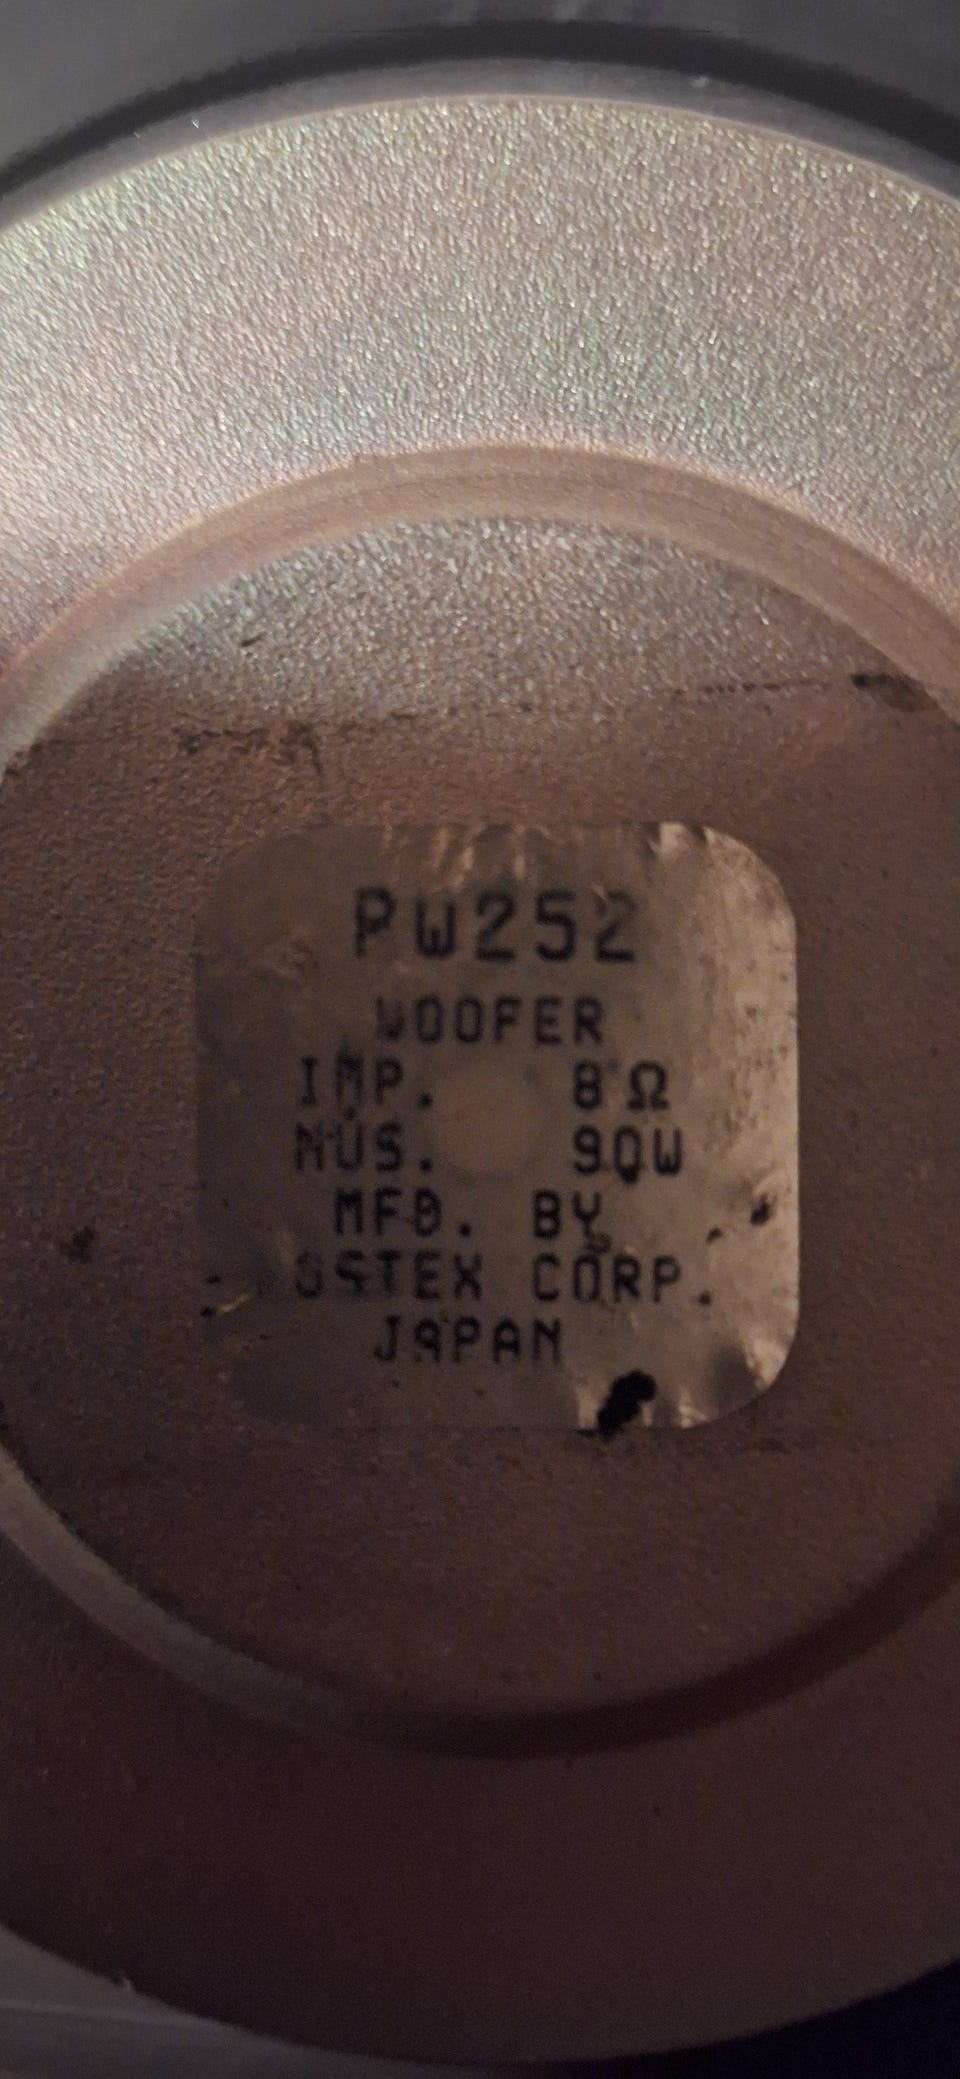 PW252
WOOFER
IMP. 8Ω
MUS. 90W
MFD. BY
CORP.
JAPAN